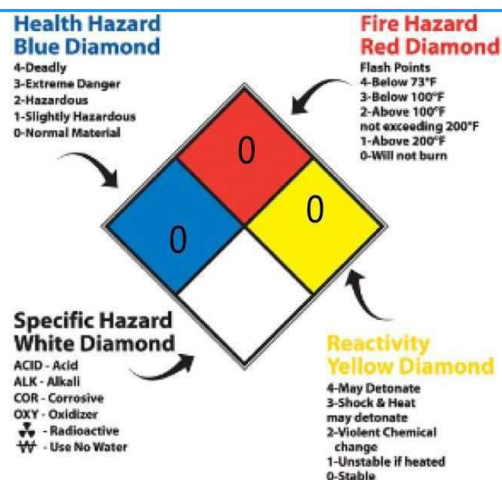 Health Hazard
Blue Diamond
4-Deadly
3-Extreme Danger
2-Hazardous
1-Slightly Hazardous
0-Normal Material
Fire Hazard
Red Diamond
Flash Points
4-Below 73°F
3-Below 100°F
2-Above 100°F
not exceeding 200°F
1-Above 200°F
0-Will not burn
0
0
0
Specific Hazard
White Diamond
ACID - Acid
ALK - Alkali
COR - Corrosive
OXY - Oxidizer
☢ - Radioactive
W - Use No Water
Reactivity
Yellow Diamond
4-May Detonate
3-Shock & Heat
may detonate
2-Violent Chemical
change
1-Unstable if heated
0-Stable